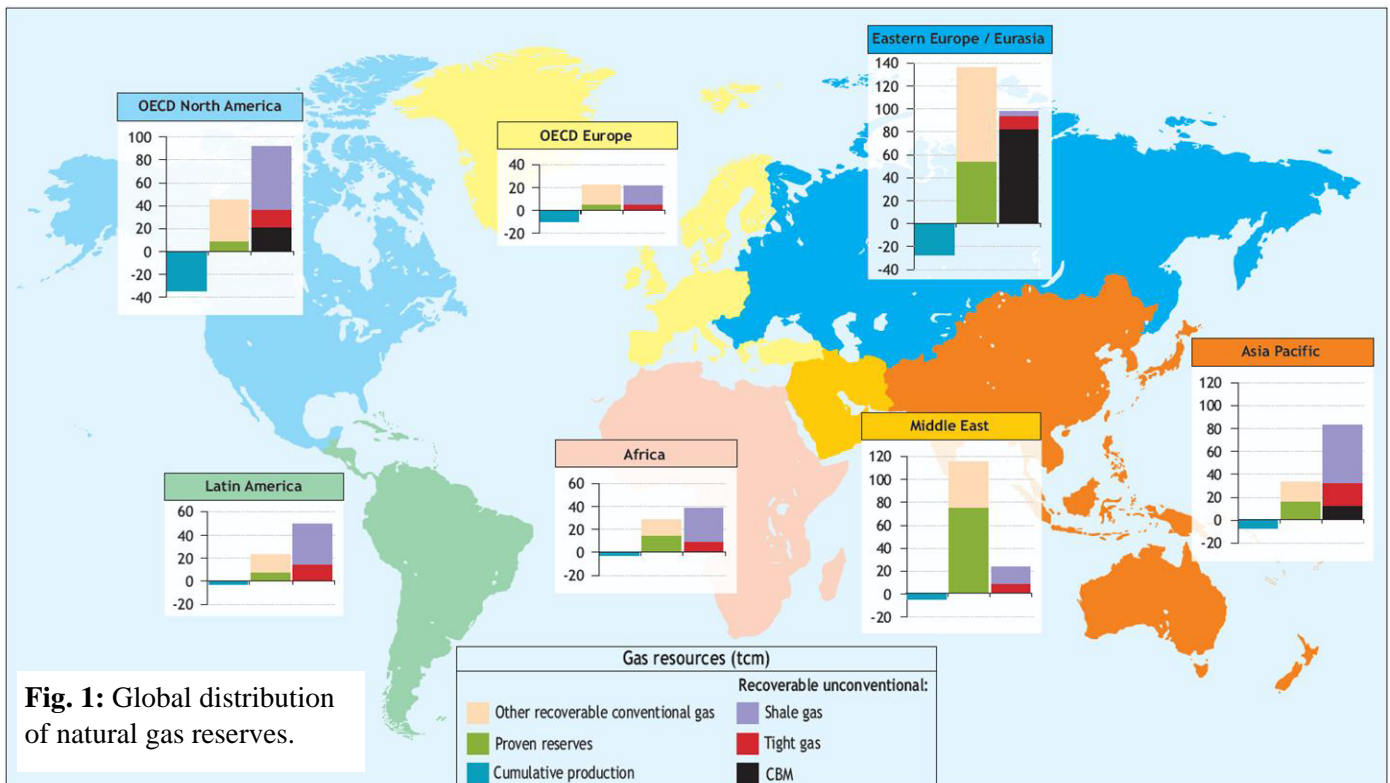 Eastern Europe / Eurasia
140
120
100
80
60
40
20
0
-20
-40
OECD North America
100
80
60
40
20
0
-20
-40
OECD Europe
40
20
0
-20
Asia Pacific
120
100
80
60
40
20
0
-20
Middle East
120
100
80
60
40
20
0
-20
Africa
60
40
20
0
-20
Latin America
60
40
20
0
-20
Gas resources (tcm)
Recoverable unconventional:
Other recoverable conventional gas
Shale gas
Proven reserves
Tight gas
Cumulative production
CBM
Fig. 1: Global distribution
of natural gas reserves.